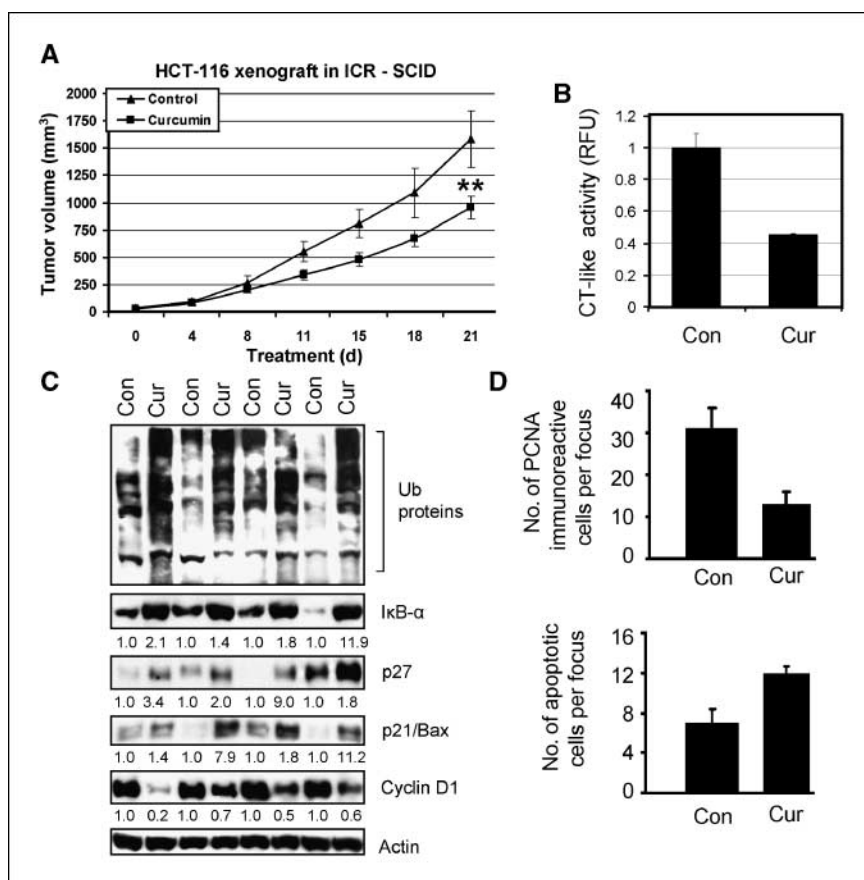 A
HCT-116 xenograft in ICR - SCID
Tumor volume (mm³)
2000
1750
1500
1250
1000
750
500
250
0
Control
Curcumin
**
0 4 8 11 15 18 21
Treatment (d)
B
CT-like activity (RFU)
1.2
1
0.8
0.6
0.4
0.2
0
Con Cur
C
Con Cur Con Cur Con Cur Con Cur
Ub
proteins
IκB-α
1.0 2.1 1.0 1.4 1.0 1.8 1.0 11.9
p27
1.0 3.4 1.0 2.0 1.0 9.0 1.0 1.8
p21/Bax
1.0 1.4 1.0 7.9 1.0 1.8 1.0 11.2
Cyclin D1
1.0 0.2 1.0 0.7 1.0 0.5 1.0 0.6
Actin
D
No. of PCNA
immunoreactive
cells per focus
40
30
20
10
0
Con Cur
No. of apoptotic
cells per focus
16
12
8
4
0
Con Cur